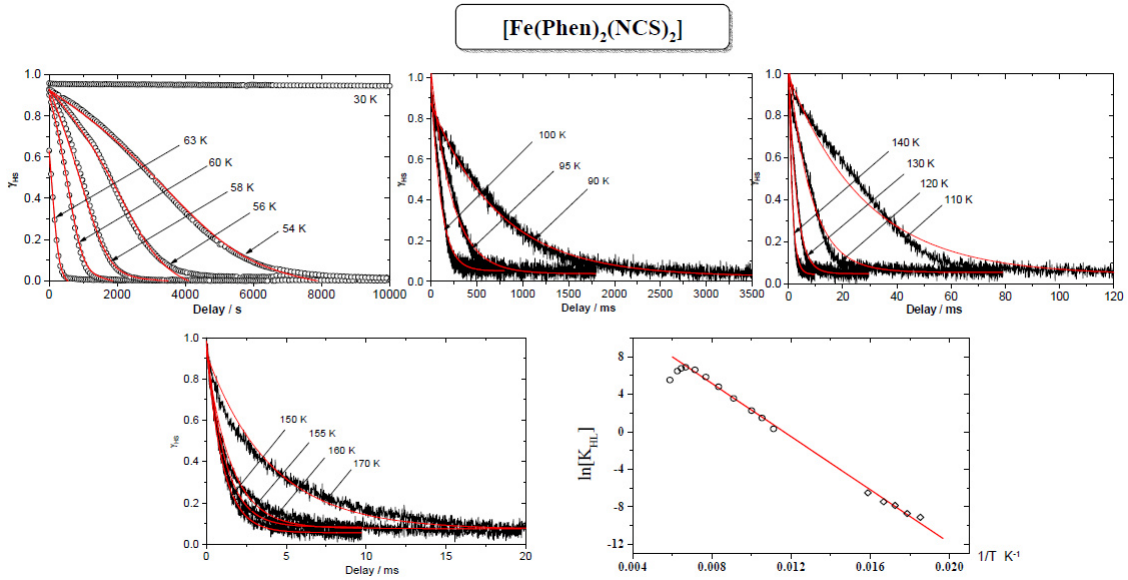 [Fe(Phen)₂(NCS)₂]
1.0
0.8
0.6
0.4
0.2
0.0
γHS
30 K
63 K
60 K
58 K
56 K
54 K
0 2000 4000 6000 8000 10000
Delay / s
1.0
0.8
0.6
0.4
0.2
0.0
γHS
100 K
95 K
90 K
0 500 1000 1500 2000 2500 3000 3500
Delay / ms
1.0
0.8
0.6
0.4
0.2
0.0
γHS
140 K
130 K
120 K
110 K
0 20 40 60 80 100 120
Delay / ms
1.0
0.8
0.6
0.4
0.2
0.0
γHS
150 K
155 K
160 K
170 K
0 5 10 15 20
Delay / ms
8
4
0
-4
-8
-12
ln[KHL]
0.004 0.008 0.012 0.016 0.020
1/T K⁻¹